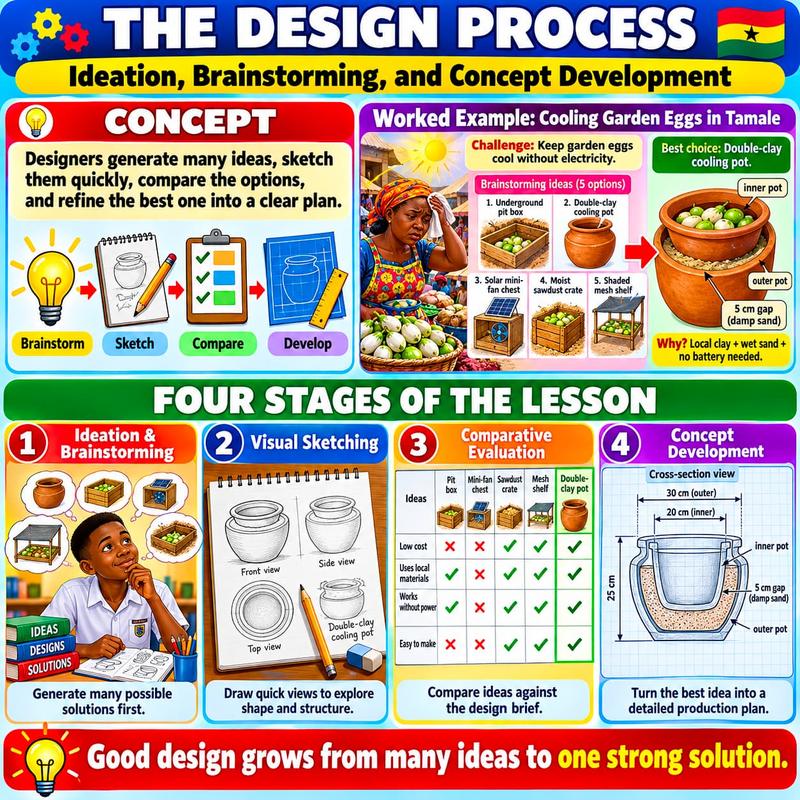 THE DESIGN PROCESS
Ideation, Brainstorming, and Concept Development
CONCEPT
Designers generate many ideas, sketch
them quickly, compare the options,
and refine the best one into a clear plan.
Brainstorm
Sketch
Compare
Develop
Worked Example: Cooling Garden Eggs in Tamale
Challenge: Keep garden eggs
cool without electricity.
Brainstorming ideas (5 options)
1. Underground
pit box
2. Double-clay
cooling pot
3. Solar mini-
fan chest
4. Moist
sawdust crate
5. Shaded
mesh shelf
Best choice: Double-clay
cooling pot.
inner pot
outer pot
5 cm gap
(damp sand)
Why? Local clay + wet sand +
no battery needed.
FOUR STAGES OF THE LESSON
1
Ideation &
Brainstorming
IDEAS
DESIGNS
SOLUTIONS
Generate many possible
solutions first.
2
Visual Sketching
Front view
Side view
Top view
Double-clay
cooling pot
Draw quick views to explore
shape and structure.
3
Comparative
Evaluation
Ideas
Pit
box
Mini-fan
chest
Sawdust
crate
Mesh
shelf
Double-
clay pot
Low cost
Uses local
materials
Works
without power
Easy to make
Compare ideas against
the design brief.
4
Concept
Development
Cross-section view
30 cm (outer)
20 cm (inner)
25 cm
inner pot
5 cm gap
(damp sand)
outer pot
Turn the best idea into a
detailed production plan.
Good design grows from many ideas to one strong solution.